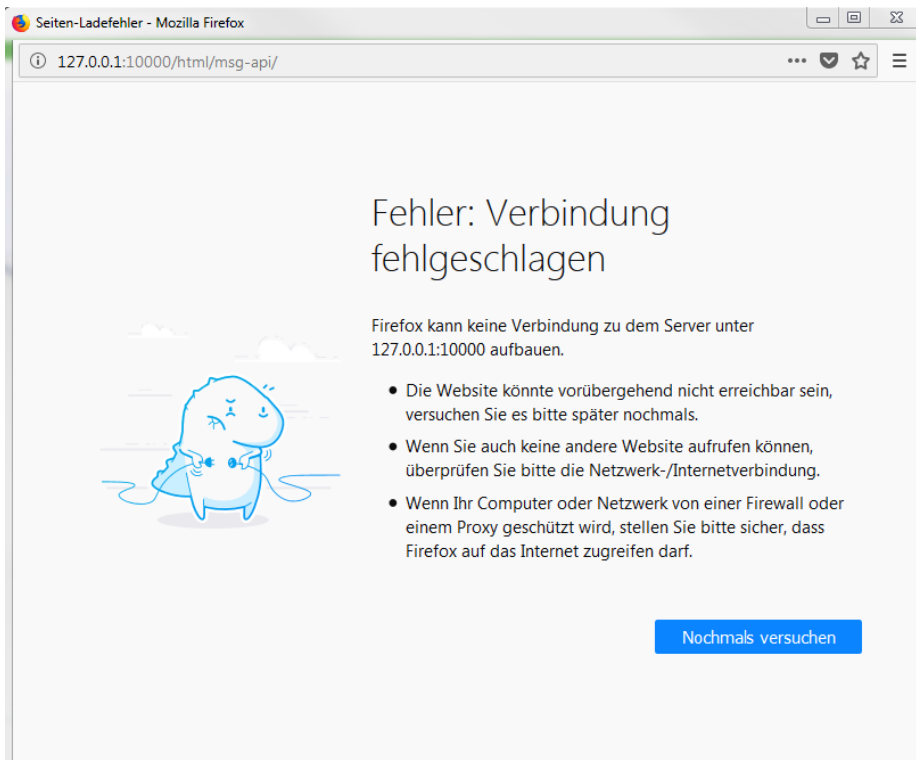 Seiten-Ladefehler - Mozilla Firefox
127.0.0.1:10000/html/msg-api/
Fehler: Verbindung
fehlgeschlagen
Firefox kann keine Verbindung zu dem Server unter
127.0.0.1:10000 aufbauen.
Die Website könnte vorübergehend nicht erreichbar sein,
versuchen Sie es bitte später nochmals.
Wenn Sie auch keine andere Website aufrufen können,
überprüfen Sie bitte die Netzwerk-/Internetverbindung.
Wenn Ihr Computer oder Netzwerk von einer Firewall oder
einem Proxy geschützt wird, stellen Sie bitte sicher, dass
Firefox auf das Internet zugreifen darf.
Nochmals versuchen